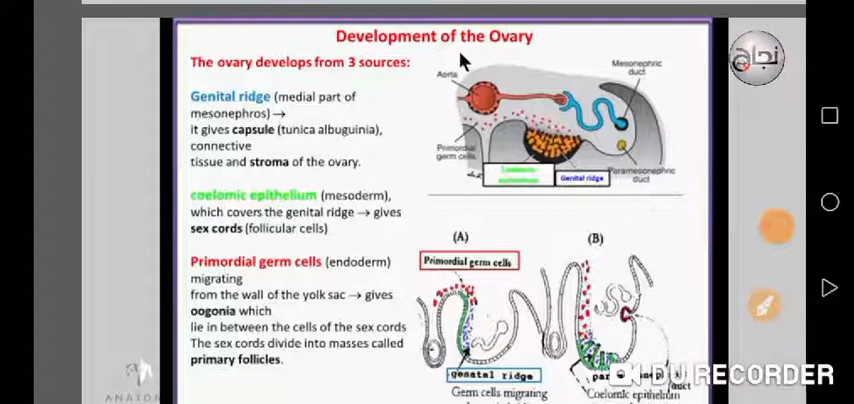 Development of the Ovary
The ovary develops from 3 sources:
Genital ridge (medial part of
mesonephros) →
it gives capsule (tunica albuguinia),
connective
tissue and stroma of the ovary.
coelomic epithelium (mesoderm),
which covers the genital ridge → gives
sex cords (follicular cells)
Primordial germ cells (endoderm)
migrating
from the wall of the yolk sac → gives
oogonia which
lie in between the cells of the sex cords
The sex cords divide into masses called
primary follicles.
Mesonephric
duct
Aorta
Primordial
germ cells
Genital ridge
Paramesonephric
duct
(A)
(B)
Primordial germ cells
genatal ridge
Germ cells migrating
duct
Coelomic epithelium
نجاح
DU RECORDER
ANATOM